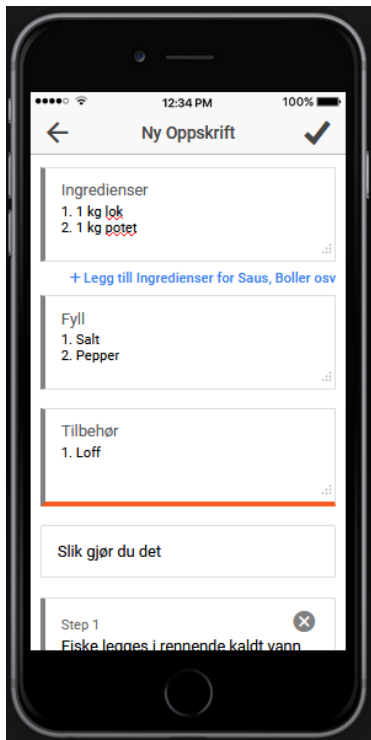 12:34 PM
100%
Ny Oppskrift
Ingredienser
1. 1 kg lok
2. 1 kg potet
+ Legg till Ingredienser for Saus, Boller osv
Fyll
1. Salt
2. Pepper
Tilbehør
1. Loff
Slik gjør du det
Step 1
Fiske legges i rennende kaldt vann